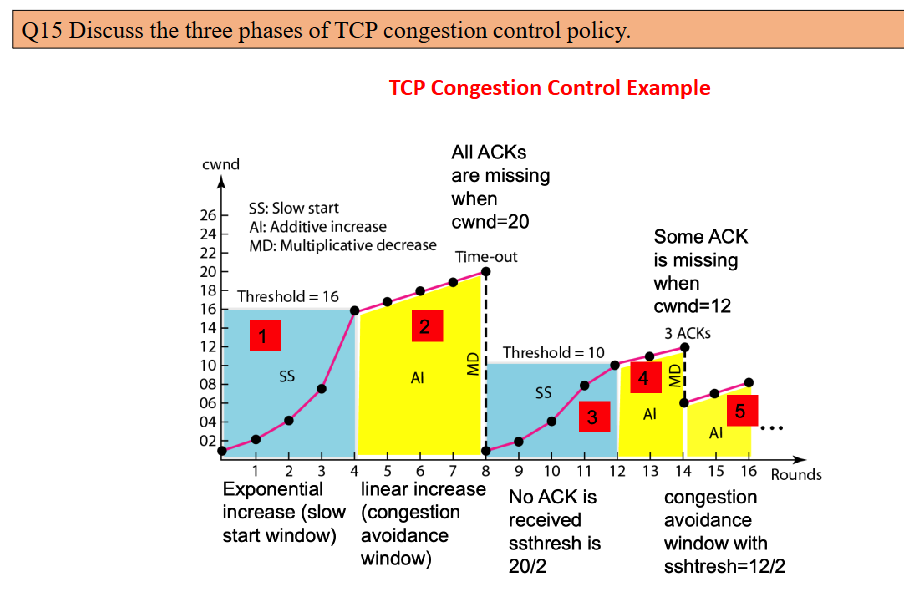 Q15 Discuss the three phases of TCP congestion control policy.
TCP Congestion Control Example
cwnd
26
24
22
20
18
16
14
12
10
08
06
04
02
SS: Slow start
AI: Additive increase
MD: Multiplicative decrease
All ACKs
are missing
when
cwnd=20
Time-out
Threshold = 16
1
SS
2
AI
MD
Some ACK
is missing
when
cwnd=12
3 ACKs
Threshold = 10
SS
3
4
MD
AI
5
AI
...
1 2 3 4 5 6 7 8 9 10 11 12 13 14 15 16 Rounds
Exponential
increase (slow
start window)
linear increase
(congestion
avoidance
window)
No ACK is
received
ssthresh is
20/2
congestion
avoidance
window with
sshtresh=12/2